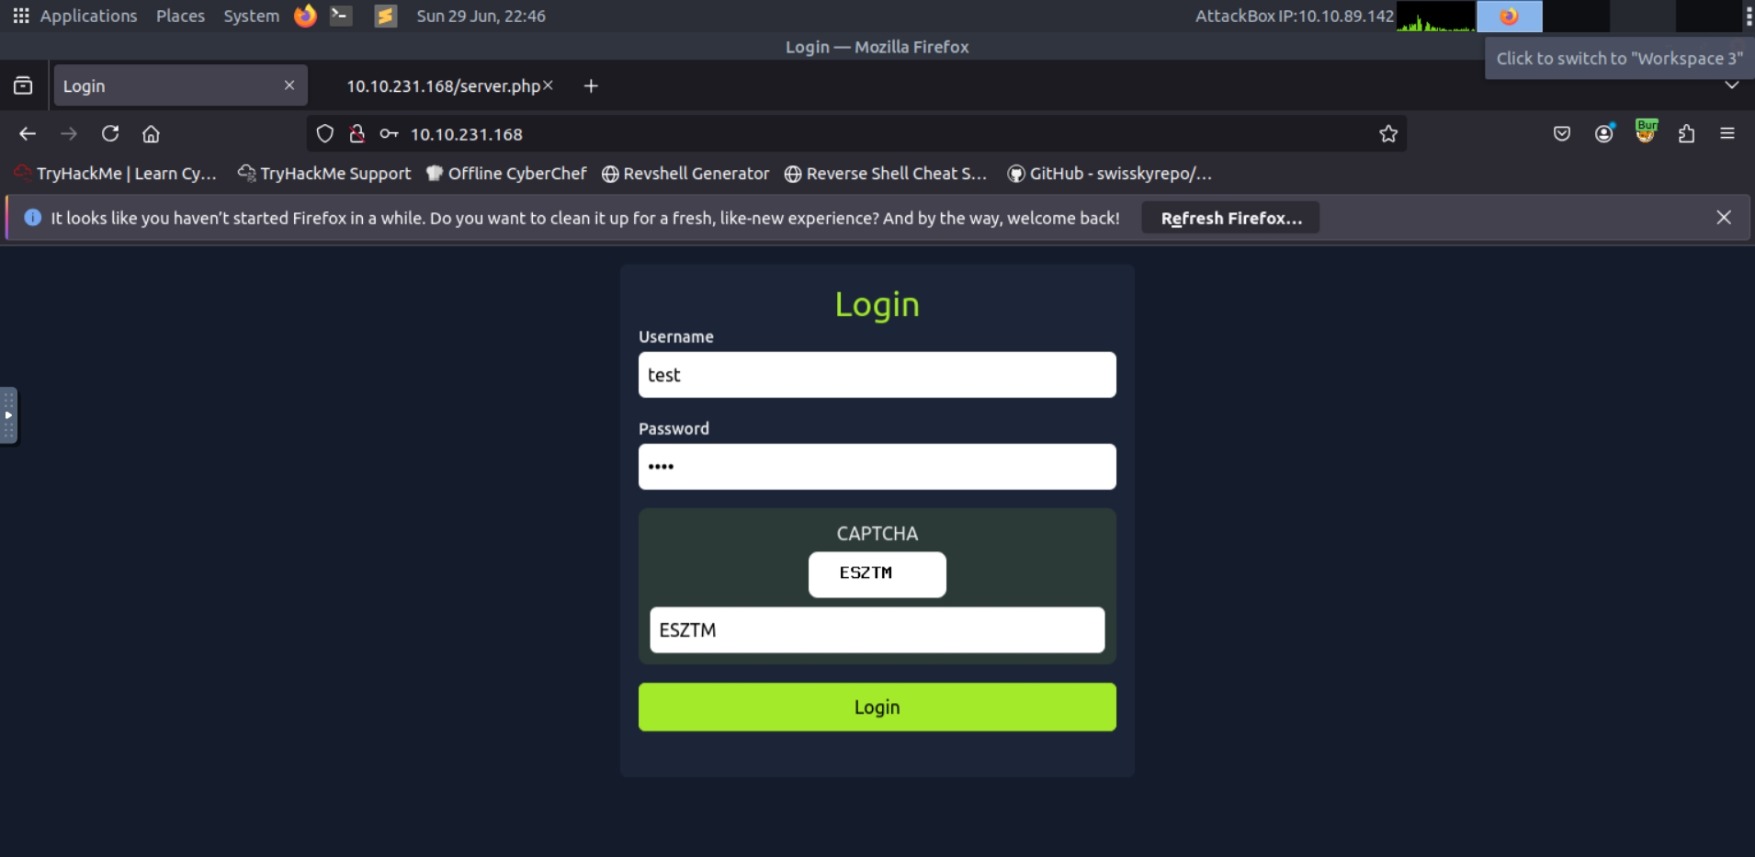 Applications Places System Sun 29 Jun, 22:46 AttackBox IP:10.10.89.142
Login — Mozilla Firefox
Click to switch to "Workspace 3"
Login 10.10.231.168/server.php
10.10.231.168
Bur
TryHackMe | Learn Cy... TryHackMe Support Offline CyberChef Revshell Generator Reverse Shell Cheat S... GitHub - swisskyrepo/...
It looks like you haven't started Firefox in a while. Do you want to clean it up for a fresh, like-new experience? And by the way, welcome back! Refresh Firefox...
Login
Username
test
Password
••••
CAPTCHA
ESZTM
ESZTM
Login